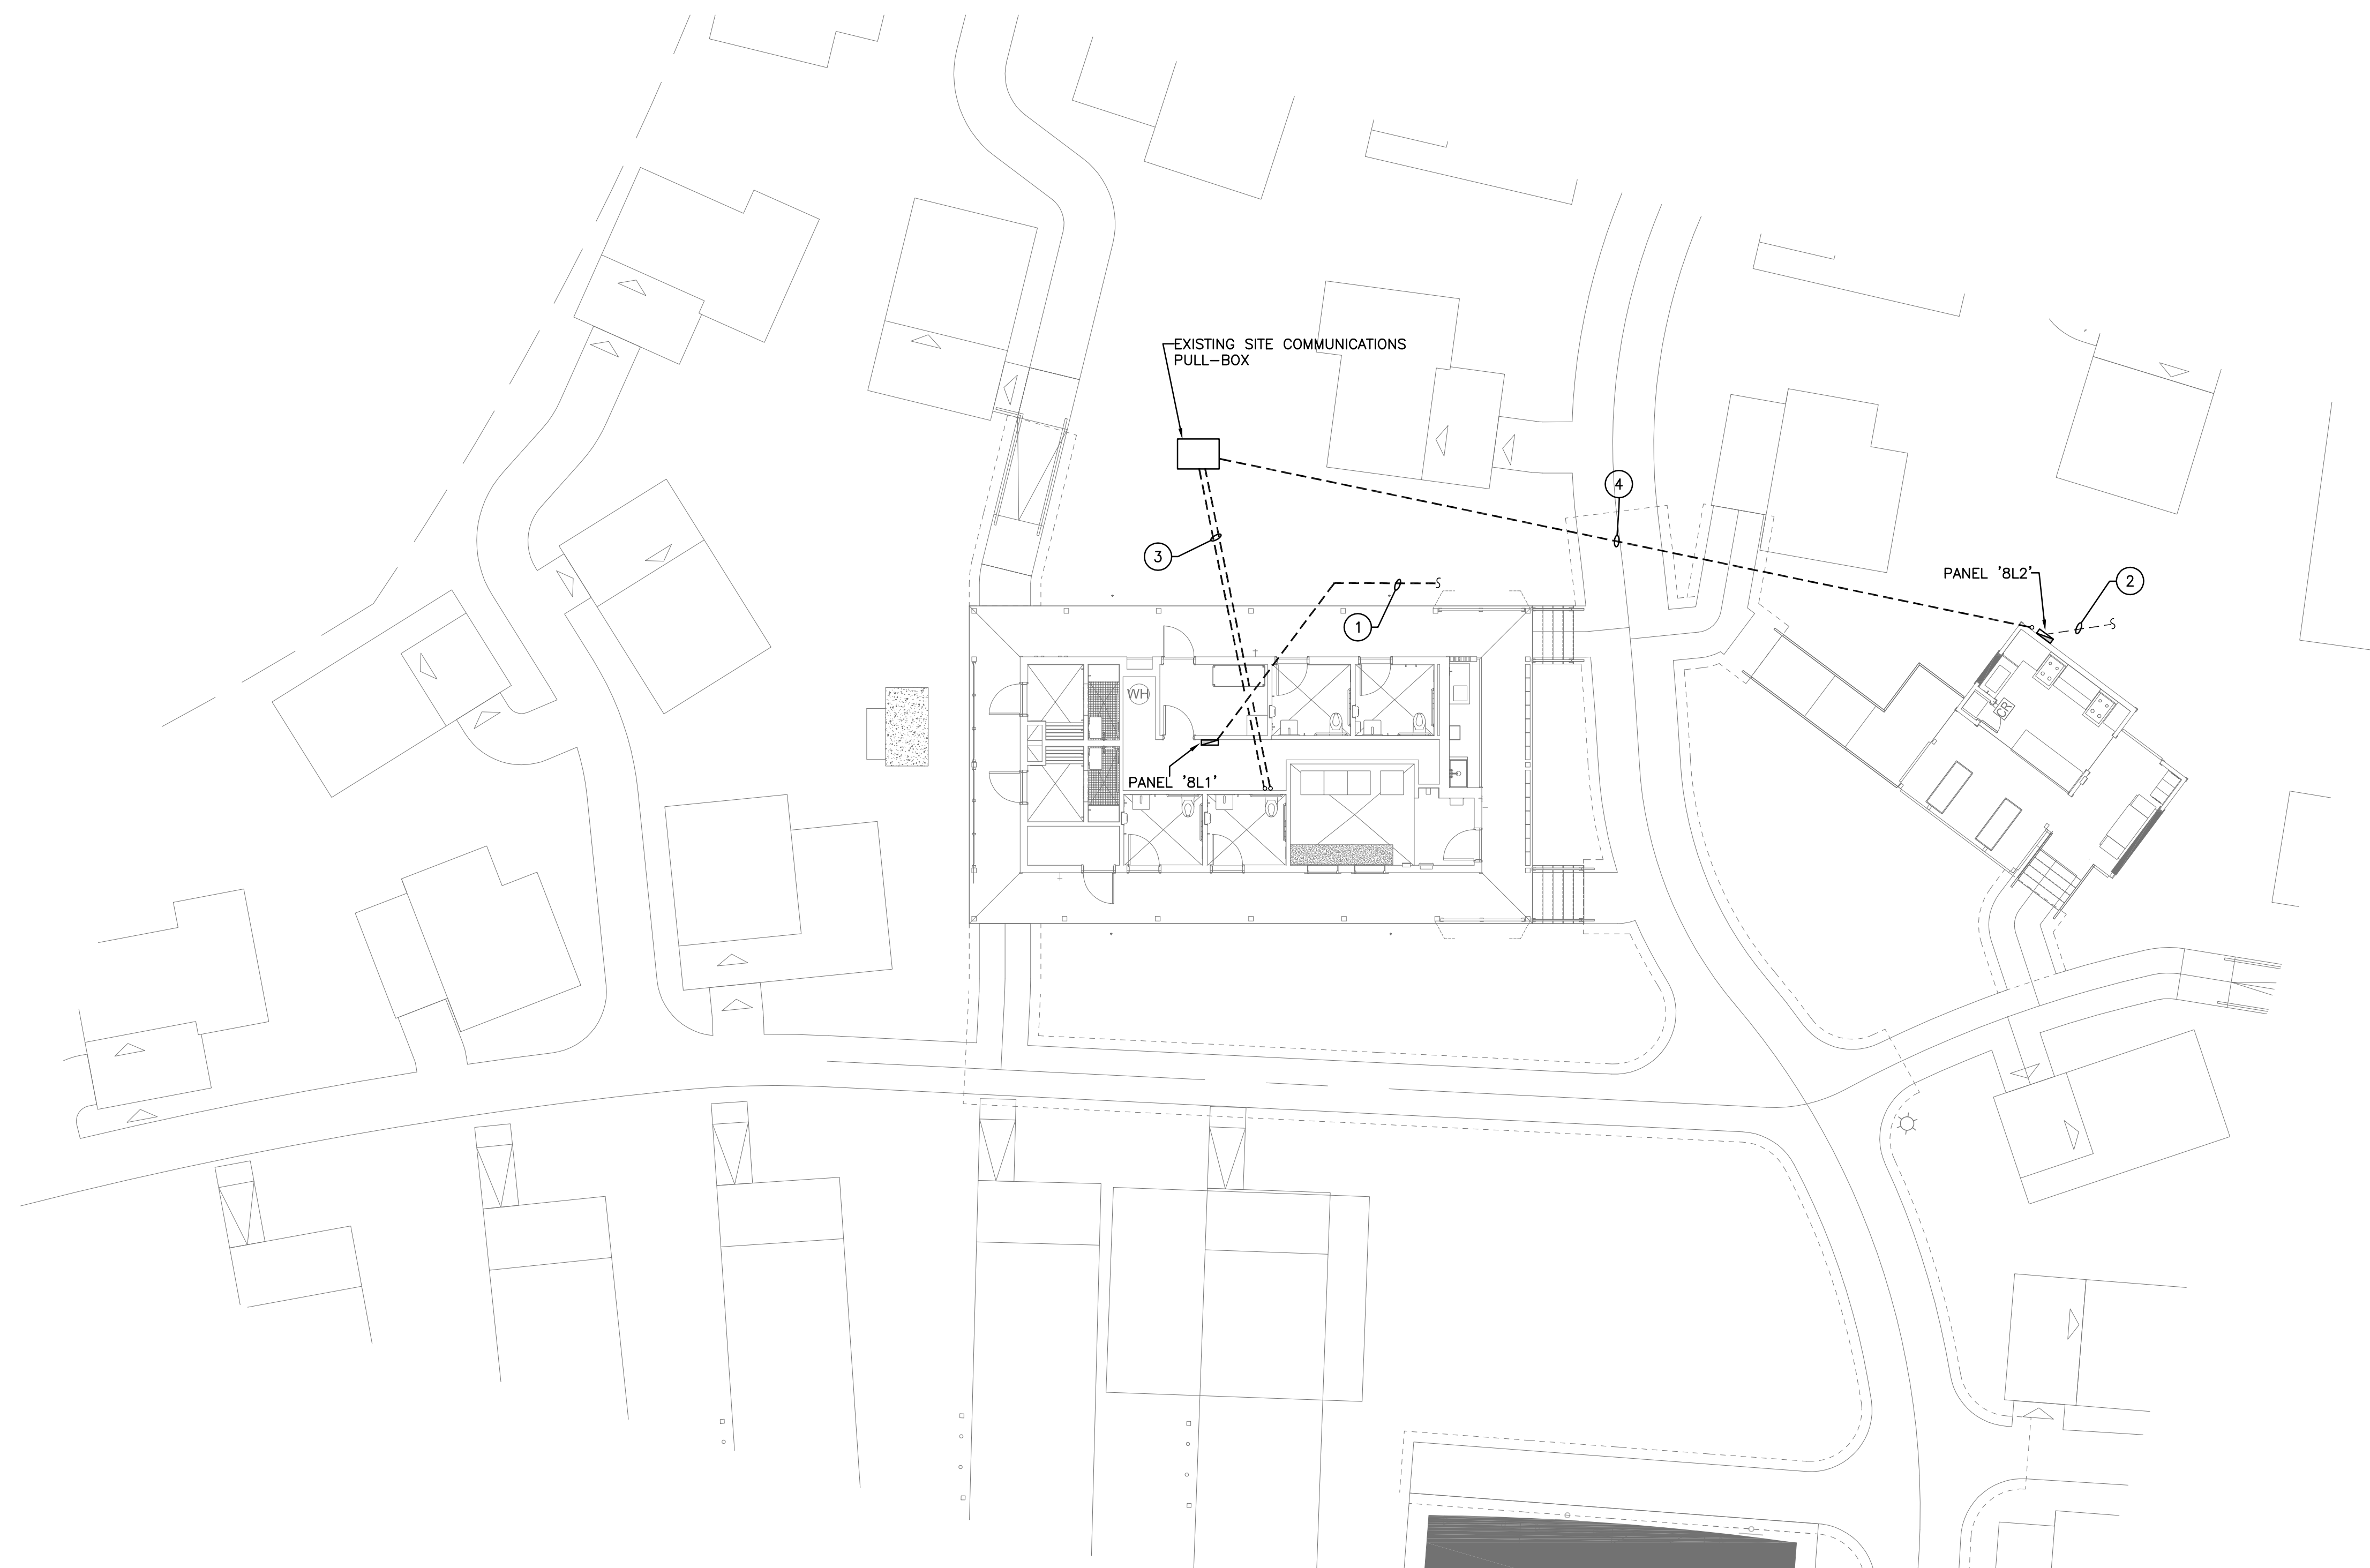 EXISTING SITE COMMUNICATIONS
PULL-BOX
4
3
PANEL '8L2'
2
1
WH
CR
PANEL '8L1'